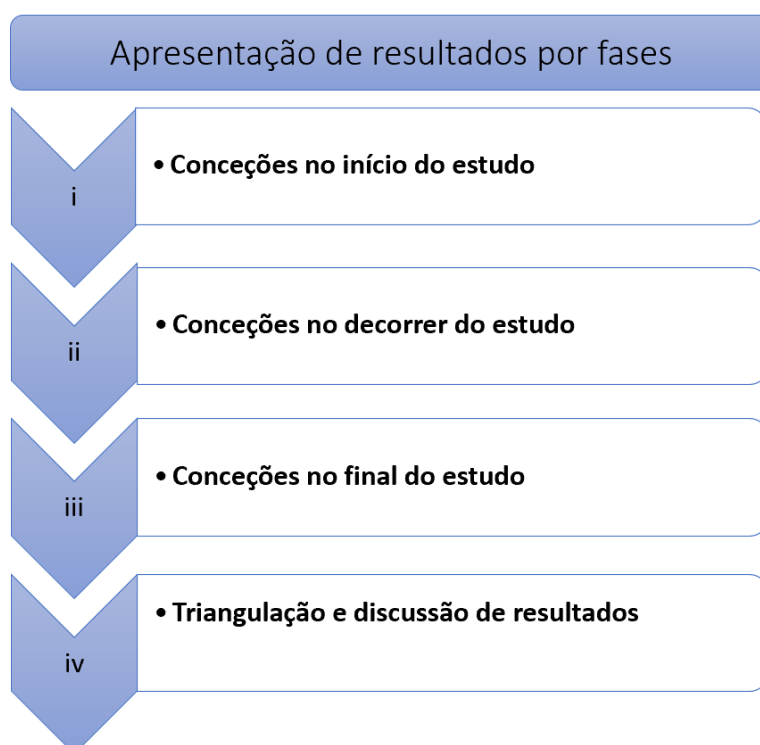 Apresentação de resultados por fases
i
• Conceções no início do estudo
ii
• Conceções no decorrer do estudo
iii
• Conceções no final do estudo
iv
• Triangulação e discussão de resultados